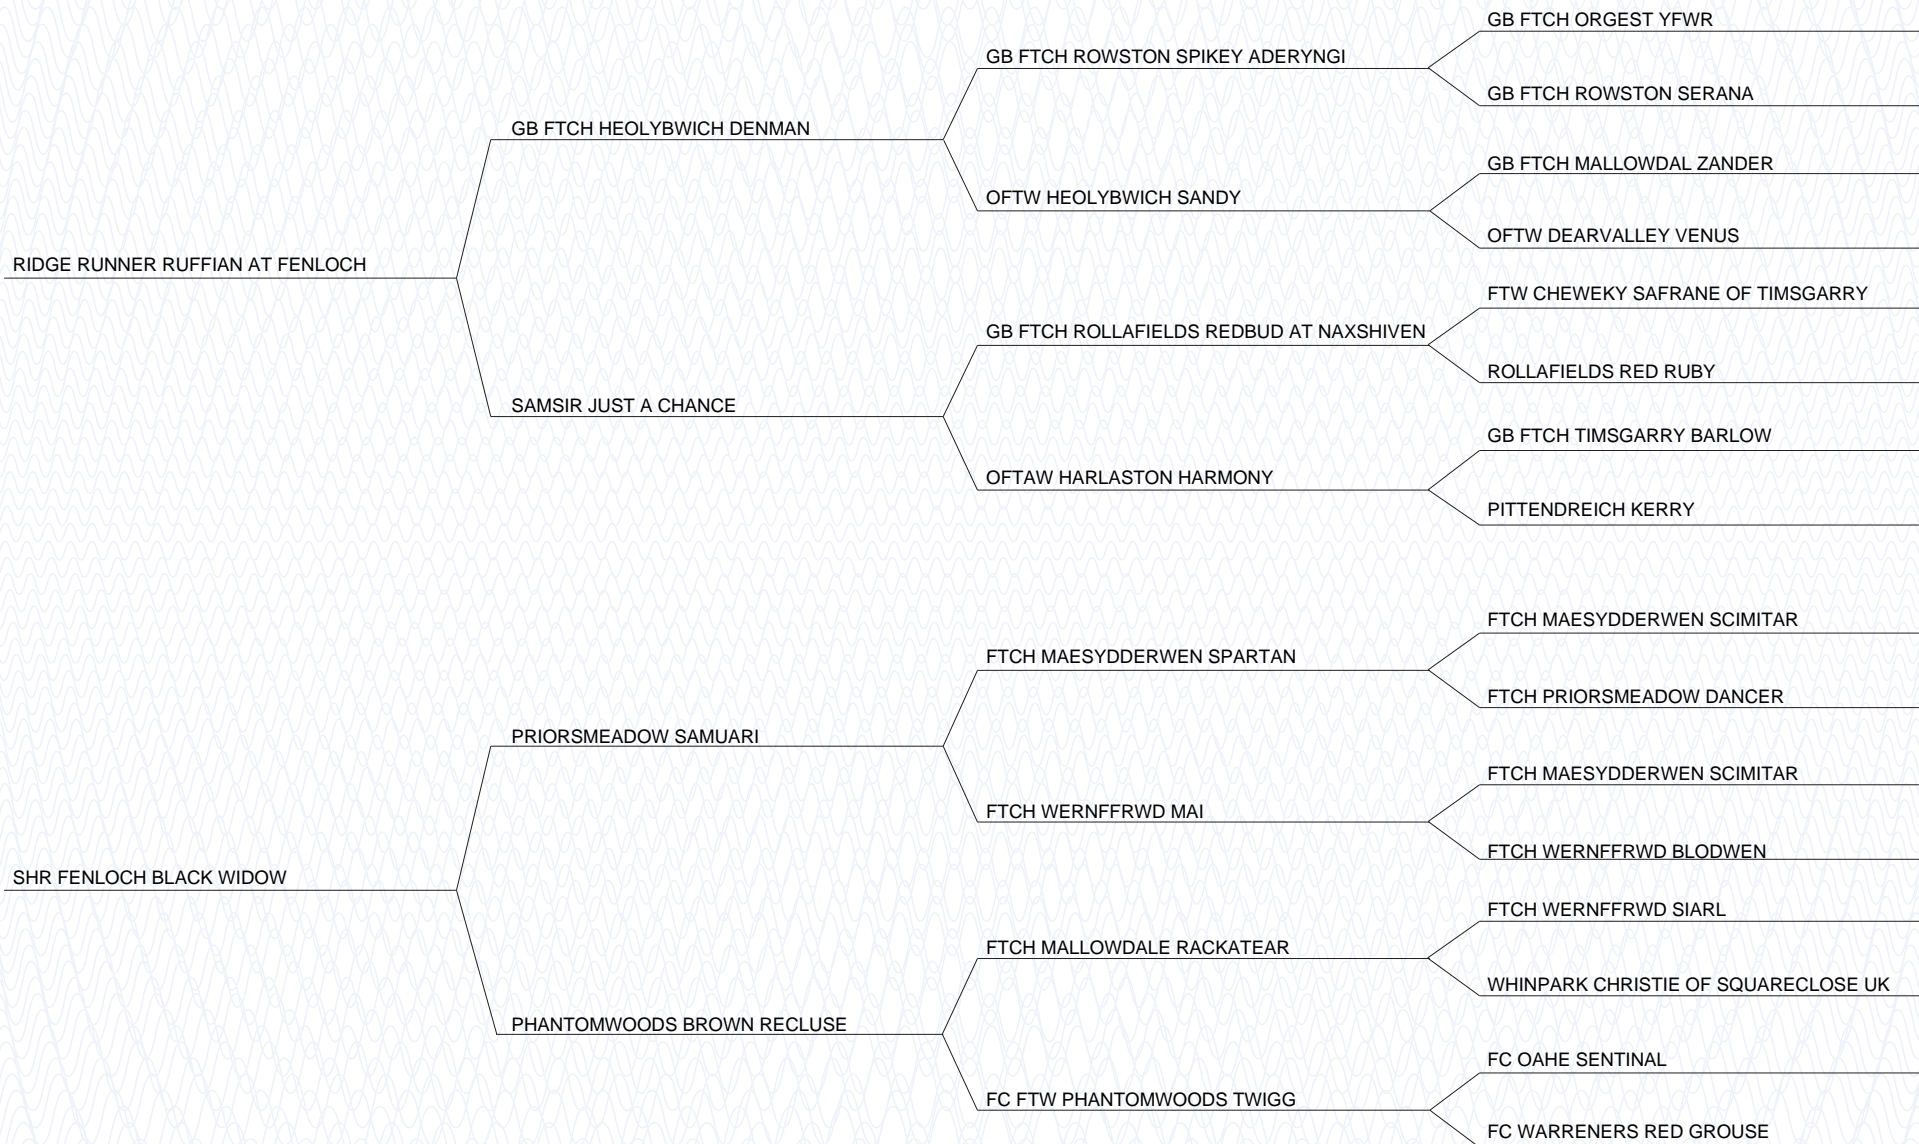 GB FTCH ORGEST YFWR
GB FTCH ROWSTON SPIKEY ADERYNGI
GB FTCH ROWSTON SERANA
GB FTCH HEOLYBWICH DENMAN
GB FTCH MALLOWDAL ZANDER
OFTW HEOLYBWICH SANDY
OFTW DEARVALLEY VENUS
RIDGE RUNNER RUFFIAN AT FENLOCH
FTW CHEWEKY SAFRANE OF TIMSGARRY
GB FTCH ROLLAFIELDS REDBUD AT NAXSHIVEN
ROLLAFIELDS RED RUBY
SAMSIR JUST A CHANCE
GB FTCH TIMSGARRY BARLOW
OFTAW HARLASTON HARMONY
PITTENDREICH KERRY
FTCH MAESYDDERWEN SCIMITAR
FTCH MAESYDDERWEN SPARTAN
FTCH PRIORSMEADOW DANCER
PRIORSMEADOW SAMUARI
FTCH MAESYDDERWEN SCIMITAR
FTCH WERNFFRWD MAI
FTCH WERNFFRWD BLODWEN
SHR FENLOCH BLACK WIDOW
FTCH WERNFFRWD SIARL
FTCH MALLOWDALE RACKATEAR
WHINPARK CHRISTIE OF SQUARECLOSE UK
PHANTOMWOODS BROWN RECLUSE
FC OAHE SENTINAL
FC FTW PHANTOMWOODS TWIGG
FC WARRENERS RED GROUSE